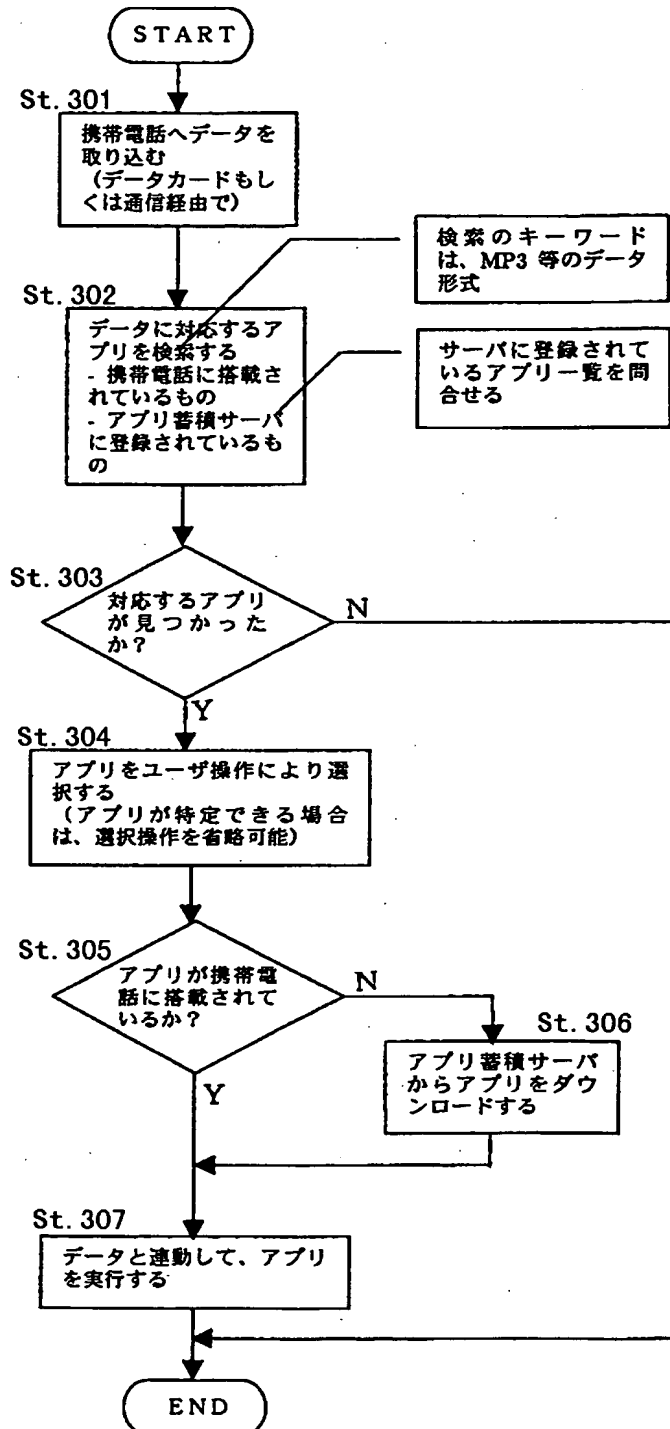 START
St. 301
携帯電話へデータを
取り込む
（データカードもし
くは通信経由で）
検索のキーワード
は、MP3 等のデータ
形式
St. 302
データに対応するア
プリを検索する
- 携帯電話に搭載さ
れているもの
- アプリ蓄積サーバ
に登録されているも
の
サーバに登録されて
いるアプリ一覧を問
合せる
St. 303
対応するアプリ
が見つかった
か？
N
Y
St. 304
アプリをユーザ操作により選
択する
（アプリが特定できる場合
は、選択操作を省略可能）
St. 305
アプリが携帯電
話に搭載されて
いるか？
N
Y
St. 306
アプリ蓄積サーバ
からアプリをダウ
ンロードする
St. 307
データと連動して、アプリ
を実行する
END